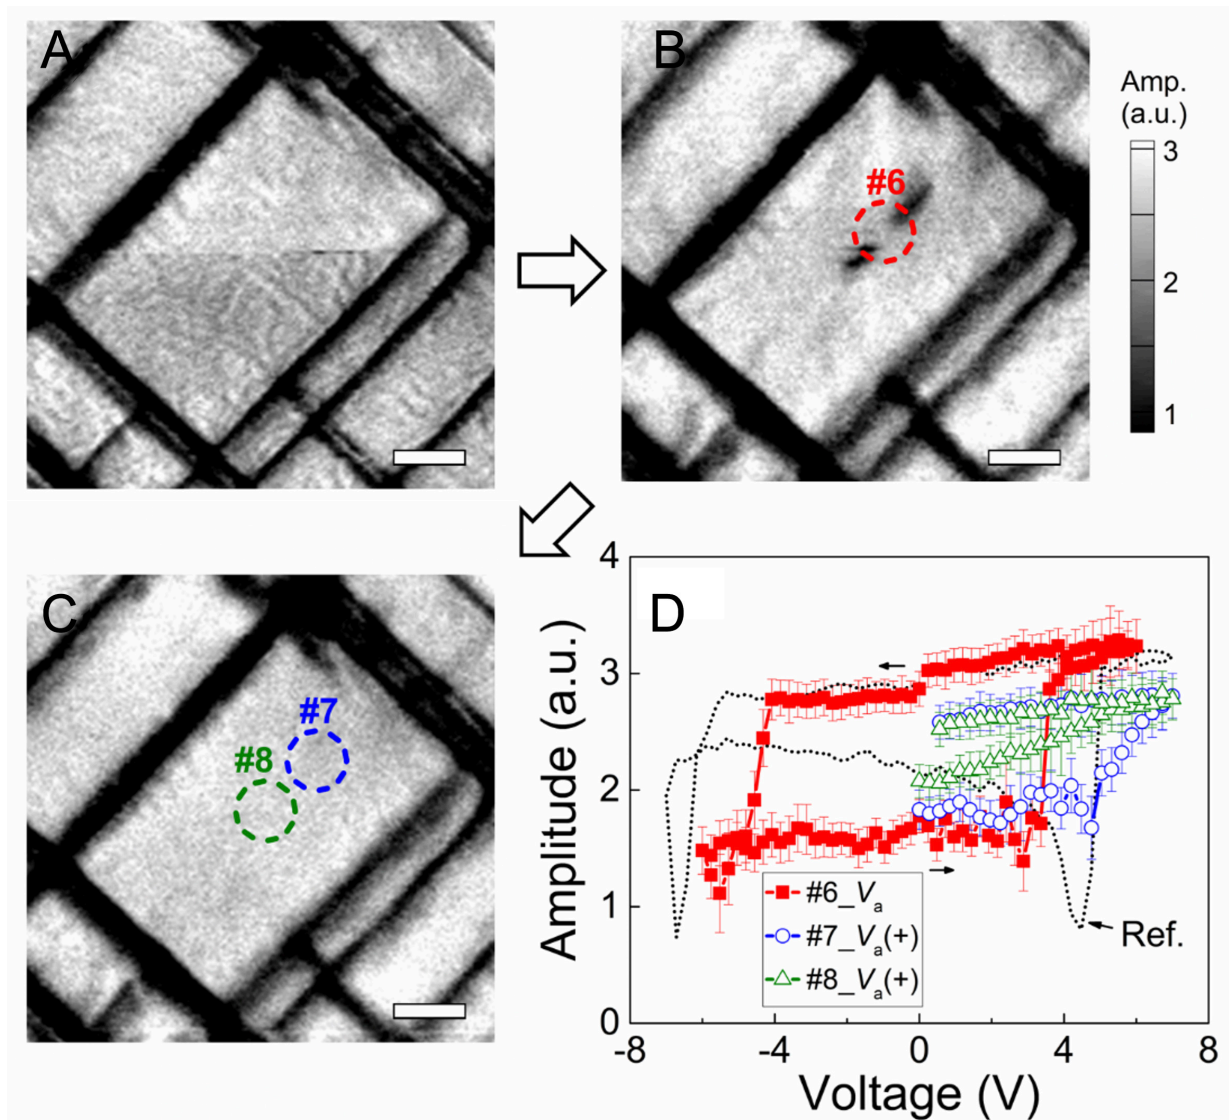 A
B
Amp.
(a.u.)
3
2
1
#6
C
#7
#8
D
4
3
2
1
0
Amplitude (a.u.)
#6_Va
#7_Va(+)
#8_Va(+)
Ref.
-8
-4
0
4
8
Voltage (V)